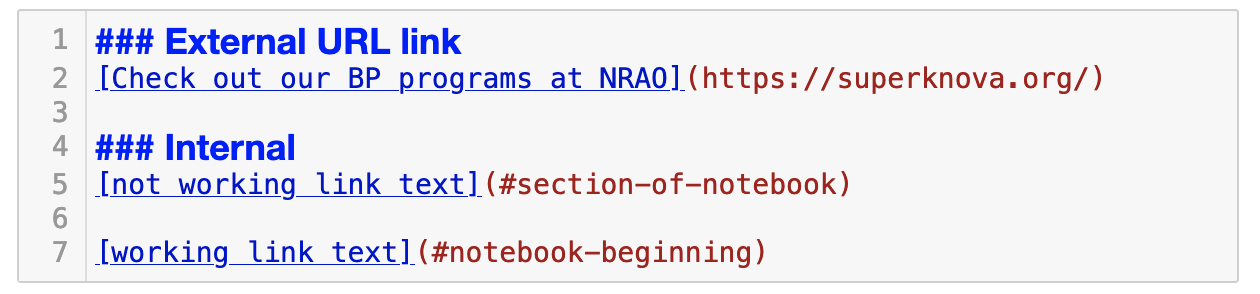 1 ### External URL link
2 [Check out our BP programs at NRAO](https://superknova.org/)
3
4 ### Internal
5 [not working link text](#section-of-notebook)
6
7 [working link text](#notebook-beginning)